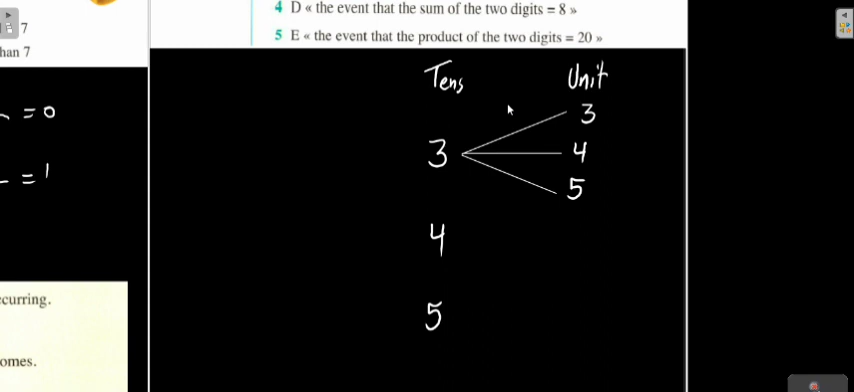 4 D « the event that the sum of the two digits = 8 »
5 E « the event that the product of the two digits = 20 »
7
han 7
= 0
= 1
Tens Unit
3
3 4
5
4
5
curring.
omes.